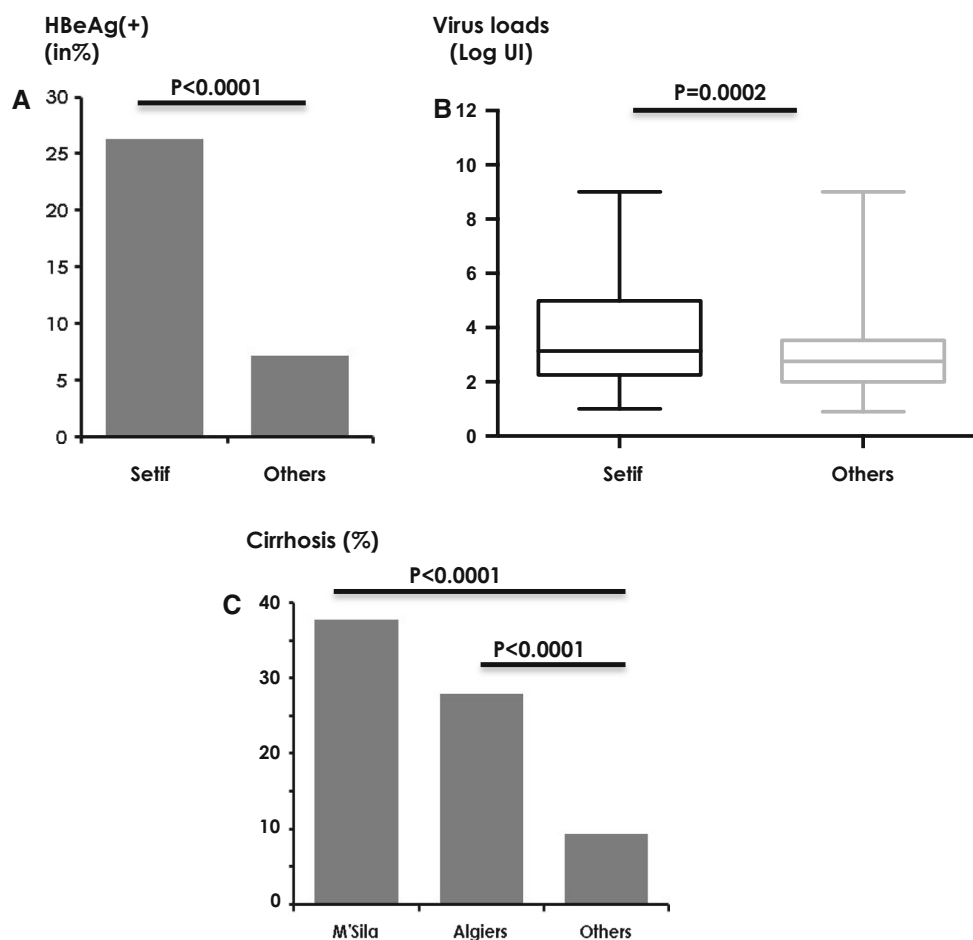 HBeAg(+)
(in%)
A
P<0.0001
30
25
20
15
10
5
0
Setif
Others
Virus loads
(Log UI)
B
P=0.0002
12
10
8
6
4
2
0
Setif
Others
Cirrhosis (%)
C
P<0.0001
P<0.0001
40
30
20
10
0
M'Sila
Algiers
Others